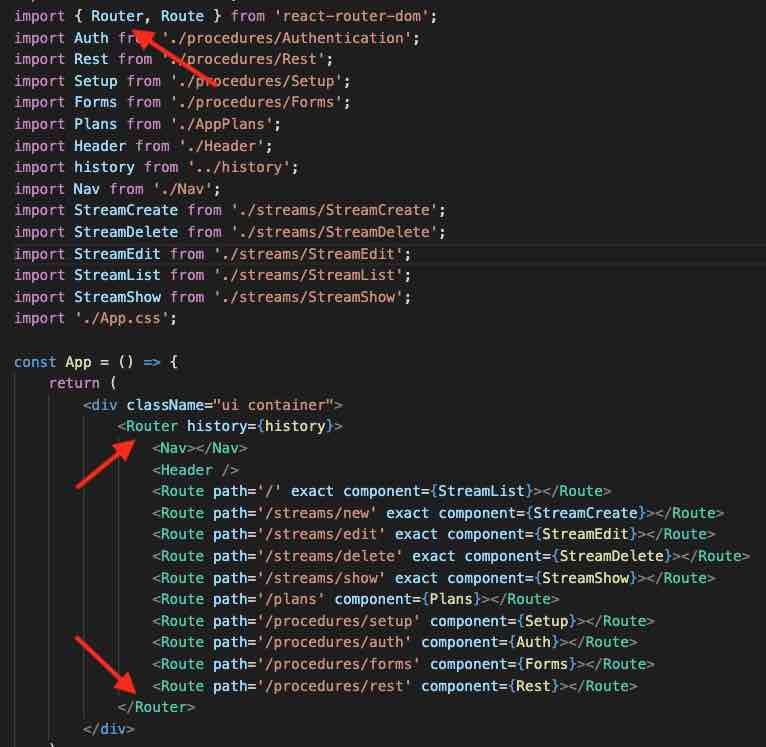 import { Router, Route } from 'react-router-dom';
import Auth from './procedures/Authentication';
import Rest from './procedures/Rest';
import Setup from './procedures/Setup';
import Forms from './procedures/Forms';
import Plans from './AppPlans';
import Header from './Header';
import history from '../history';
import Nav from './Nav';
import StreamCreate from './streams/StreamCreate';
import StreamDelete from './streams/StreamDelete';
import StreamEdit from './streams/StreamEdit';
import StreamList from './streams/StreamList';
import StreamShow from './streams/StreamShow';
import './App.css';
const App = () => {
return (
<div className="ui container">
<Router history={history}>
<Nav></Nav>
<Header />
<Route path='/' exact component={StreamList}></Route>
<Route path='/streams/new' exact component={StreamCreate}></Route>
<Route path='/streams/edit' exact component={StreamEdit}></Route>
<Route path='/streams/delete' exact component={StreamDelete}></Route>
<Route path='/streams/show' exact component={StreamShow}></Route>
<Route path='/plans' component={Plans}></Route>
<Route path='/procedures/setup' component={Setup}></Route>
<Route path='/procedures/auth' component={Auth}></Route>
<Route path='/procedures/forms' component={Forms}></Route>
<Route path='/procedures/rest' component={Rest}></Route>
</Router>
</div>